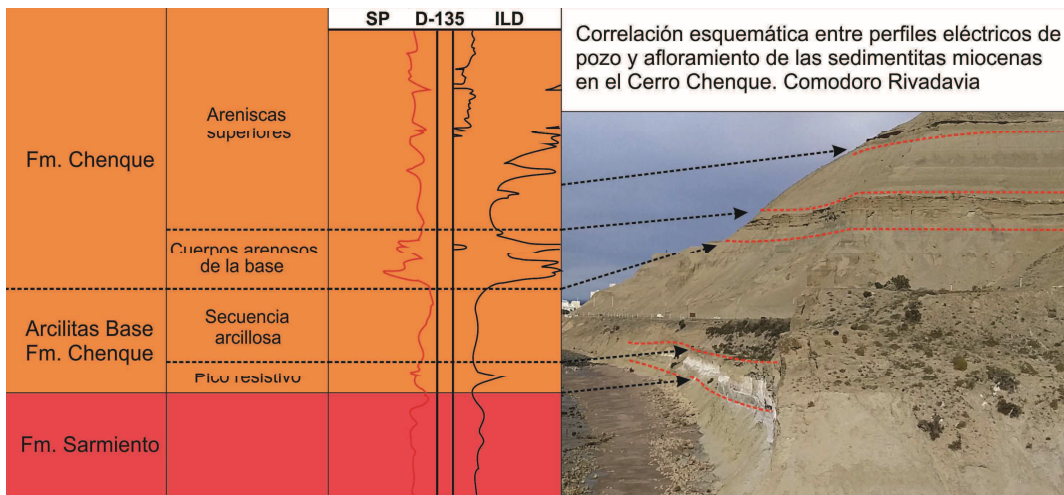 SP D-135 ILD
Correlación esquemática entre perfiles eléctricos de
pozo y afloramiento de las sedimentitas miocenas
en el Cerro Chenque. Comodoro Rivadavia
Fm. Chenque
Areniscas
superiores
Cuerpos arenosos
de la base
Arcilitas Base
Fm. Chenque
Secuencia
arcillosa
Pico resistivo
Fm. Sarmiento